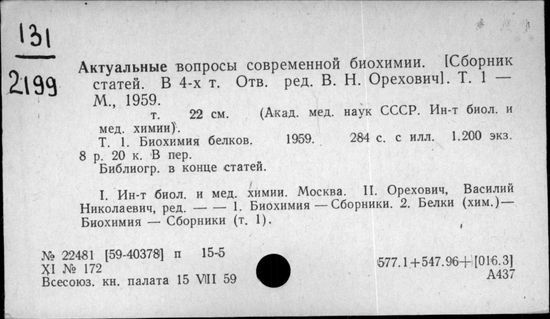 131
2199
Актуальные вопросы современной биохимии. [Сборник
статей. В 4-х т. Отв. ред. В. Н. Орехович]. Т. 1 —
М., 1959.
т. 22 см. (Акад. мед. наук СССР. Ин-т биол. и
мед. химии).
Т. 1. Биохимия белков. 1959. 284 с. с илл. 1.200 экз.
8 р. 20 к. В пер.
Библиогр. в конце статей.
I. Ин-т биол. и мед. химии. Москва. II. Орехович, Василий
Николаевич, ред. — — 1. Биохимия — Сборники. 2. Белки (хим.)—
Биохимия — Сборники (т. 1).
№ 22481 [59-40378] п 15-5
XI № 172
Всесоюз. кн. палата 15 VII 59
577.1+547.96+[016.3]
А437